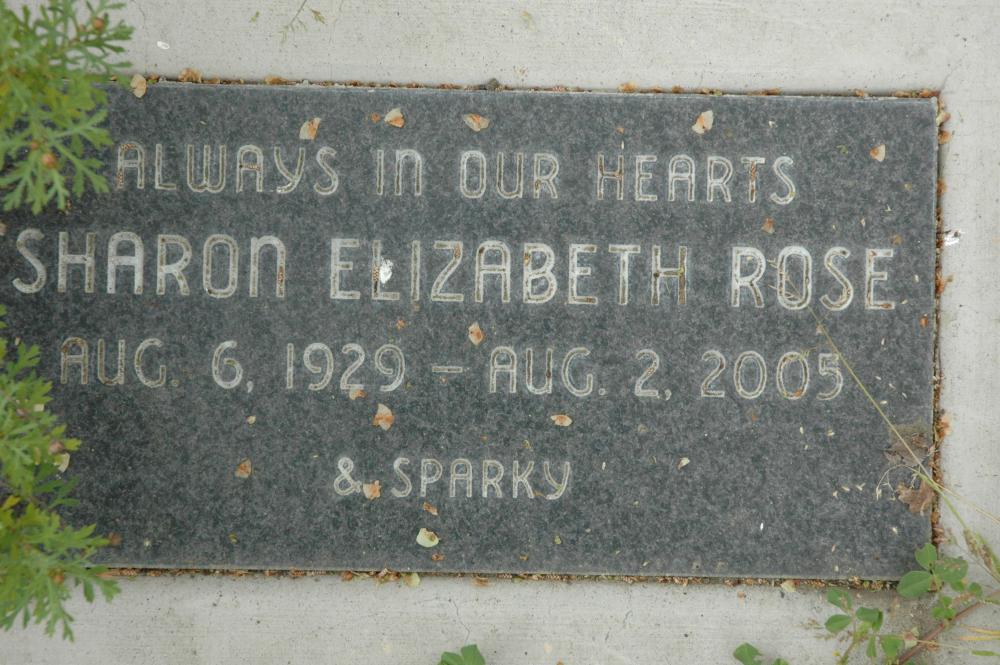 ALWAYS IN OUR HEARTS
SHARON ELIZABETH ROSE
AUG. 6, 1929 – AUG. 2, 2005
& SPARKY